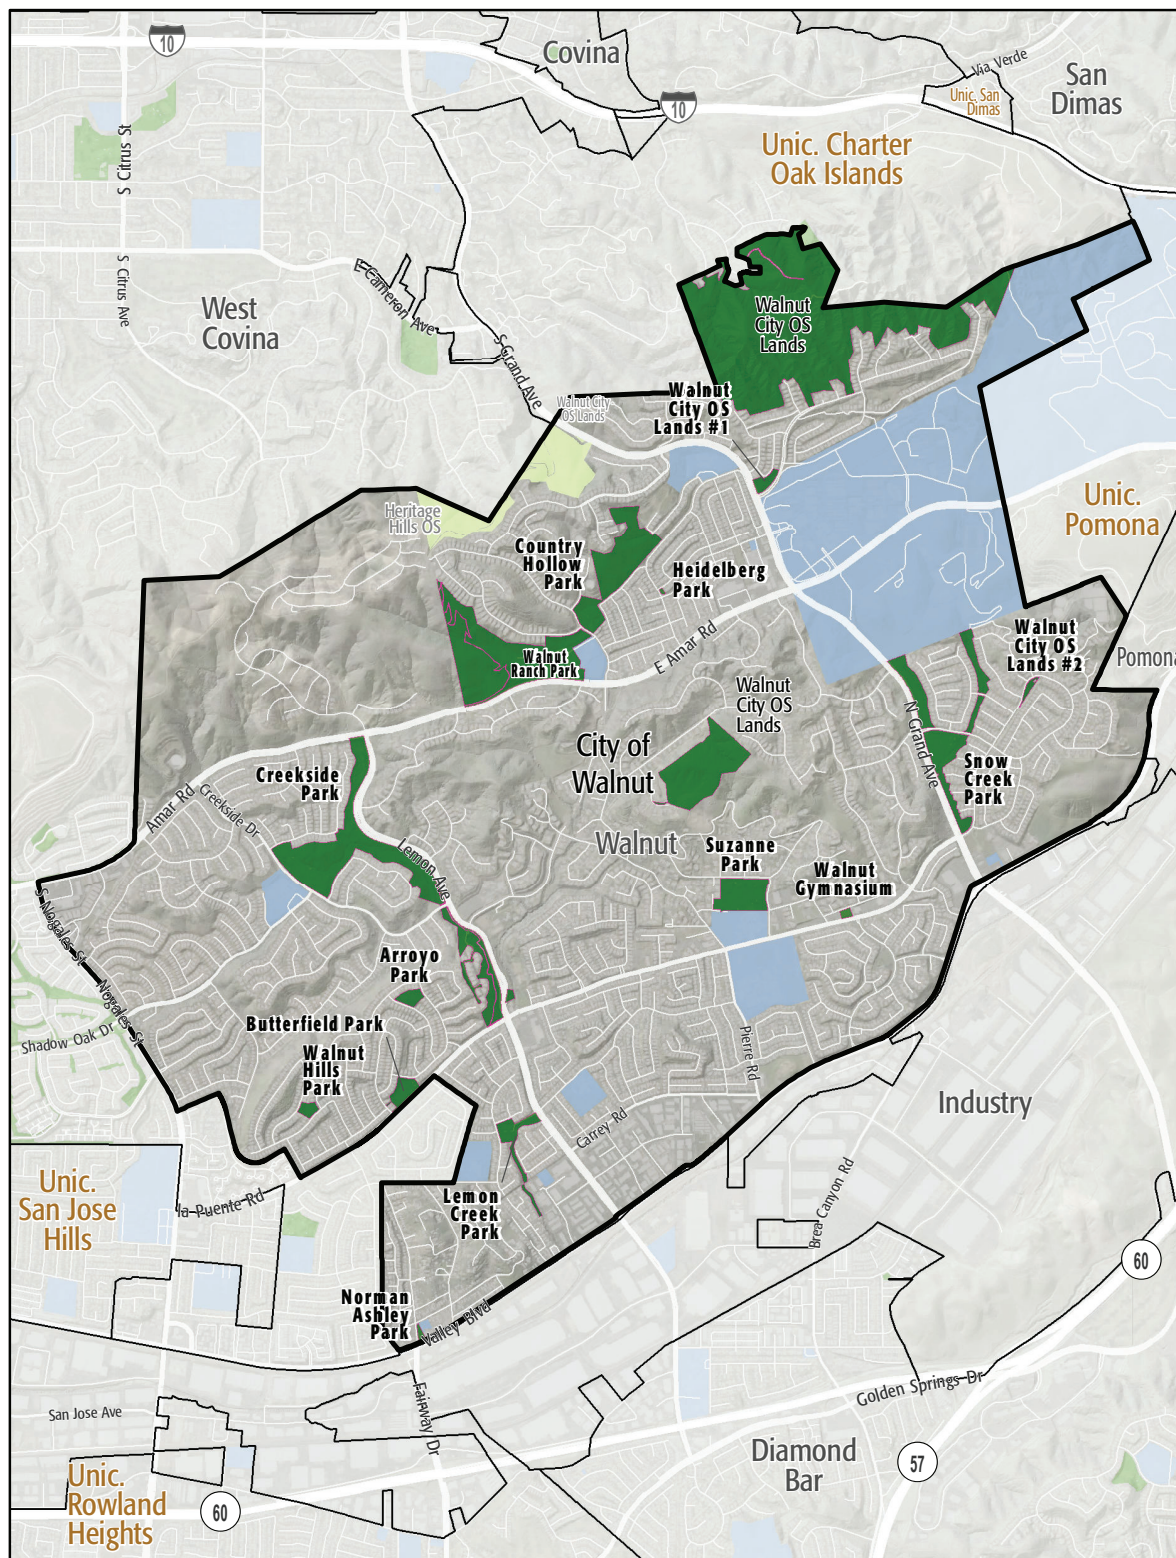 10
Covina
Via Verde
San
Dimas
Unic. San
Dimas
10
S Citrus St
Unic. Charter
Oak Islands
S Citrus Ave
E Cameron Ave
West
Covina
S Grand Ave
Walnut
City OS
Lands
Walnut City
OS Lands
Walnut
City OS
Lands #1
Heritage
Hills OS
Unic.
Pomona
Country
Hollow
Park
Heidelberg
Park
E Amar Rd
Walnut
Ranch Park
Walnut
City OS
Lands #2
Pomona
Walnut
City OS
Lands
N Grand Ave
City of
Walnut
Snow
Creek
Park
Creekside
Park
Amar Rd
Creekside Dr
Walnut
Lemon Ave
Suzanne
Park
Walnut
Gymnasium
S Nogales St
Nogales St
Shadow Oak Dr
Arroyo
Park
Butterfield Park
Walnut
Hills
Park
Pierre Rd
Industry
Carrey Rd
Brea Canyon Rd
Unic.
San Jose
Hills
la Puente Rd
Lemon
Creek
Park
60
Norman
Ashley
Park
Valley Blvd
Fairway Dr
Golden Springs Dr
San Jose Ave
Diamond
Bar
57
Unic.
Rowland
Heights
60